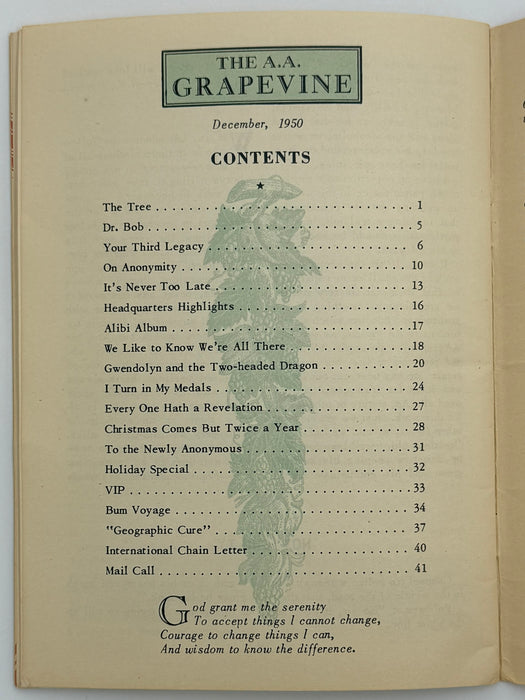 THE A.A.
GRAPEVINE
December, 1950
CONTENTS
The Tree . . . . . . . . . . . . . . . . . . . . . . . . . . . . 1
Dr. Bob . . . . . . . . . . . . . . . . . . . . . . . . . . . . . 5
Your Third Legacy . . . . . . . . . . . . . . . . . . . . . 6
On Anonymity . . . . . . . . . . . . . . . . . . . . . . . . 10
It's Never Too Late . . . . . . . . . . . . . . . . . . . . 13
Headquarters Highlights . . . . . . . . . . . . . . . . . 16
Alibi Album . . . . . . . . . . . . . . . . . . . . . . . . . 17
We Like to Know We're All There . . . . . . . . . . . . 18
Gwendolyn and the Two-headed Dragon . . . . . . . . . 20
I Turn in My Medals . . . . . . . . . . . . . . . . . . . . 24
Every One Hath a Revelation . . . . . . . . . . . . . . 27
Christmas Comes But Twice a Year . . . . . . . . . . . 28
To the Newly Anonymous . . . . . . . . . . . . . . . . . 31
Holiday Special . . . . . . . . . . . . . . . . . . . . . . 32
VIP . . . . . . . . . . . . . . . . . . . . . . . . . . . . . . 33
Bum Voyage . . . . . . . . . . . . . . . . . . . . . . . . 34
"Geographic Cure" . . . . . . . . . . . . . . . . . . . . 37
International Chain Letter . . . . . . . . . . . . . . . . 40
Mail Call . . . . . . . . . . . . . . . . . . . . . . . . . . 41
God grant me the serenity
To accept things I cannot change,
Courage to change things I can,
And wisdom to know the difference.